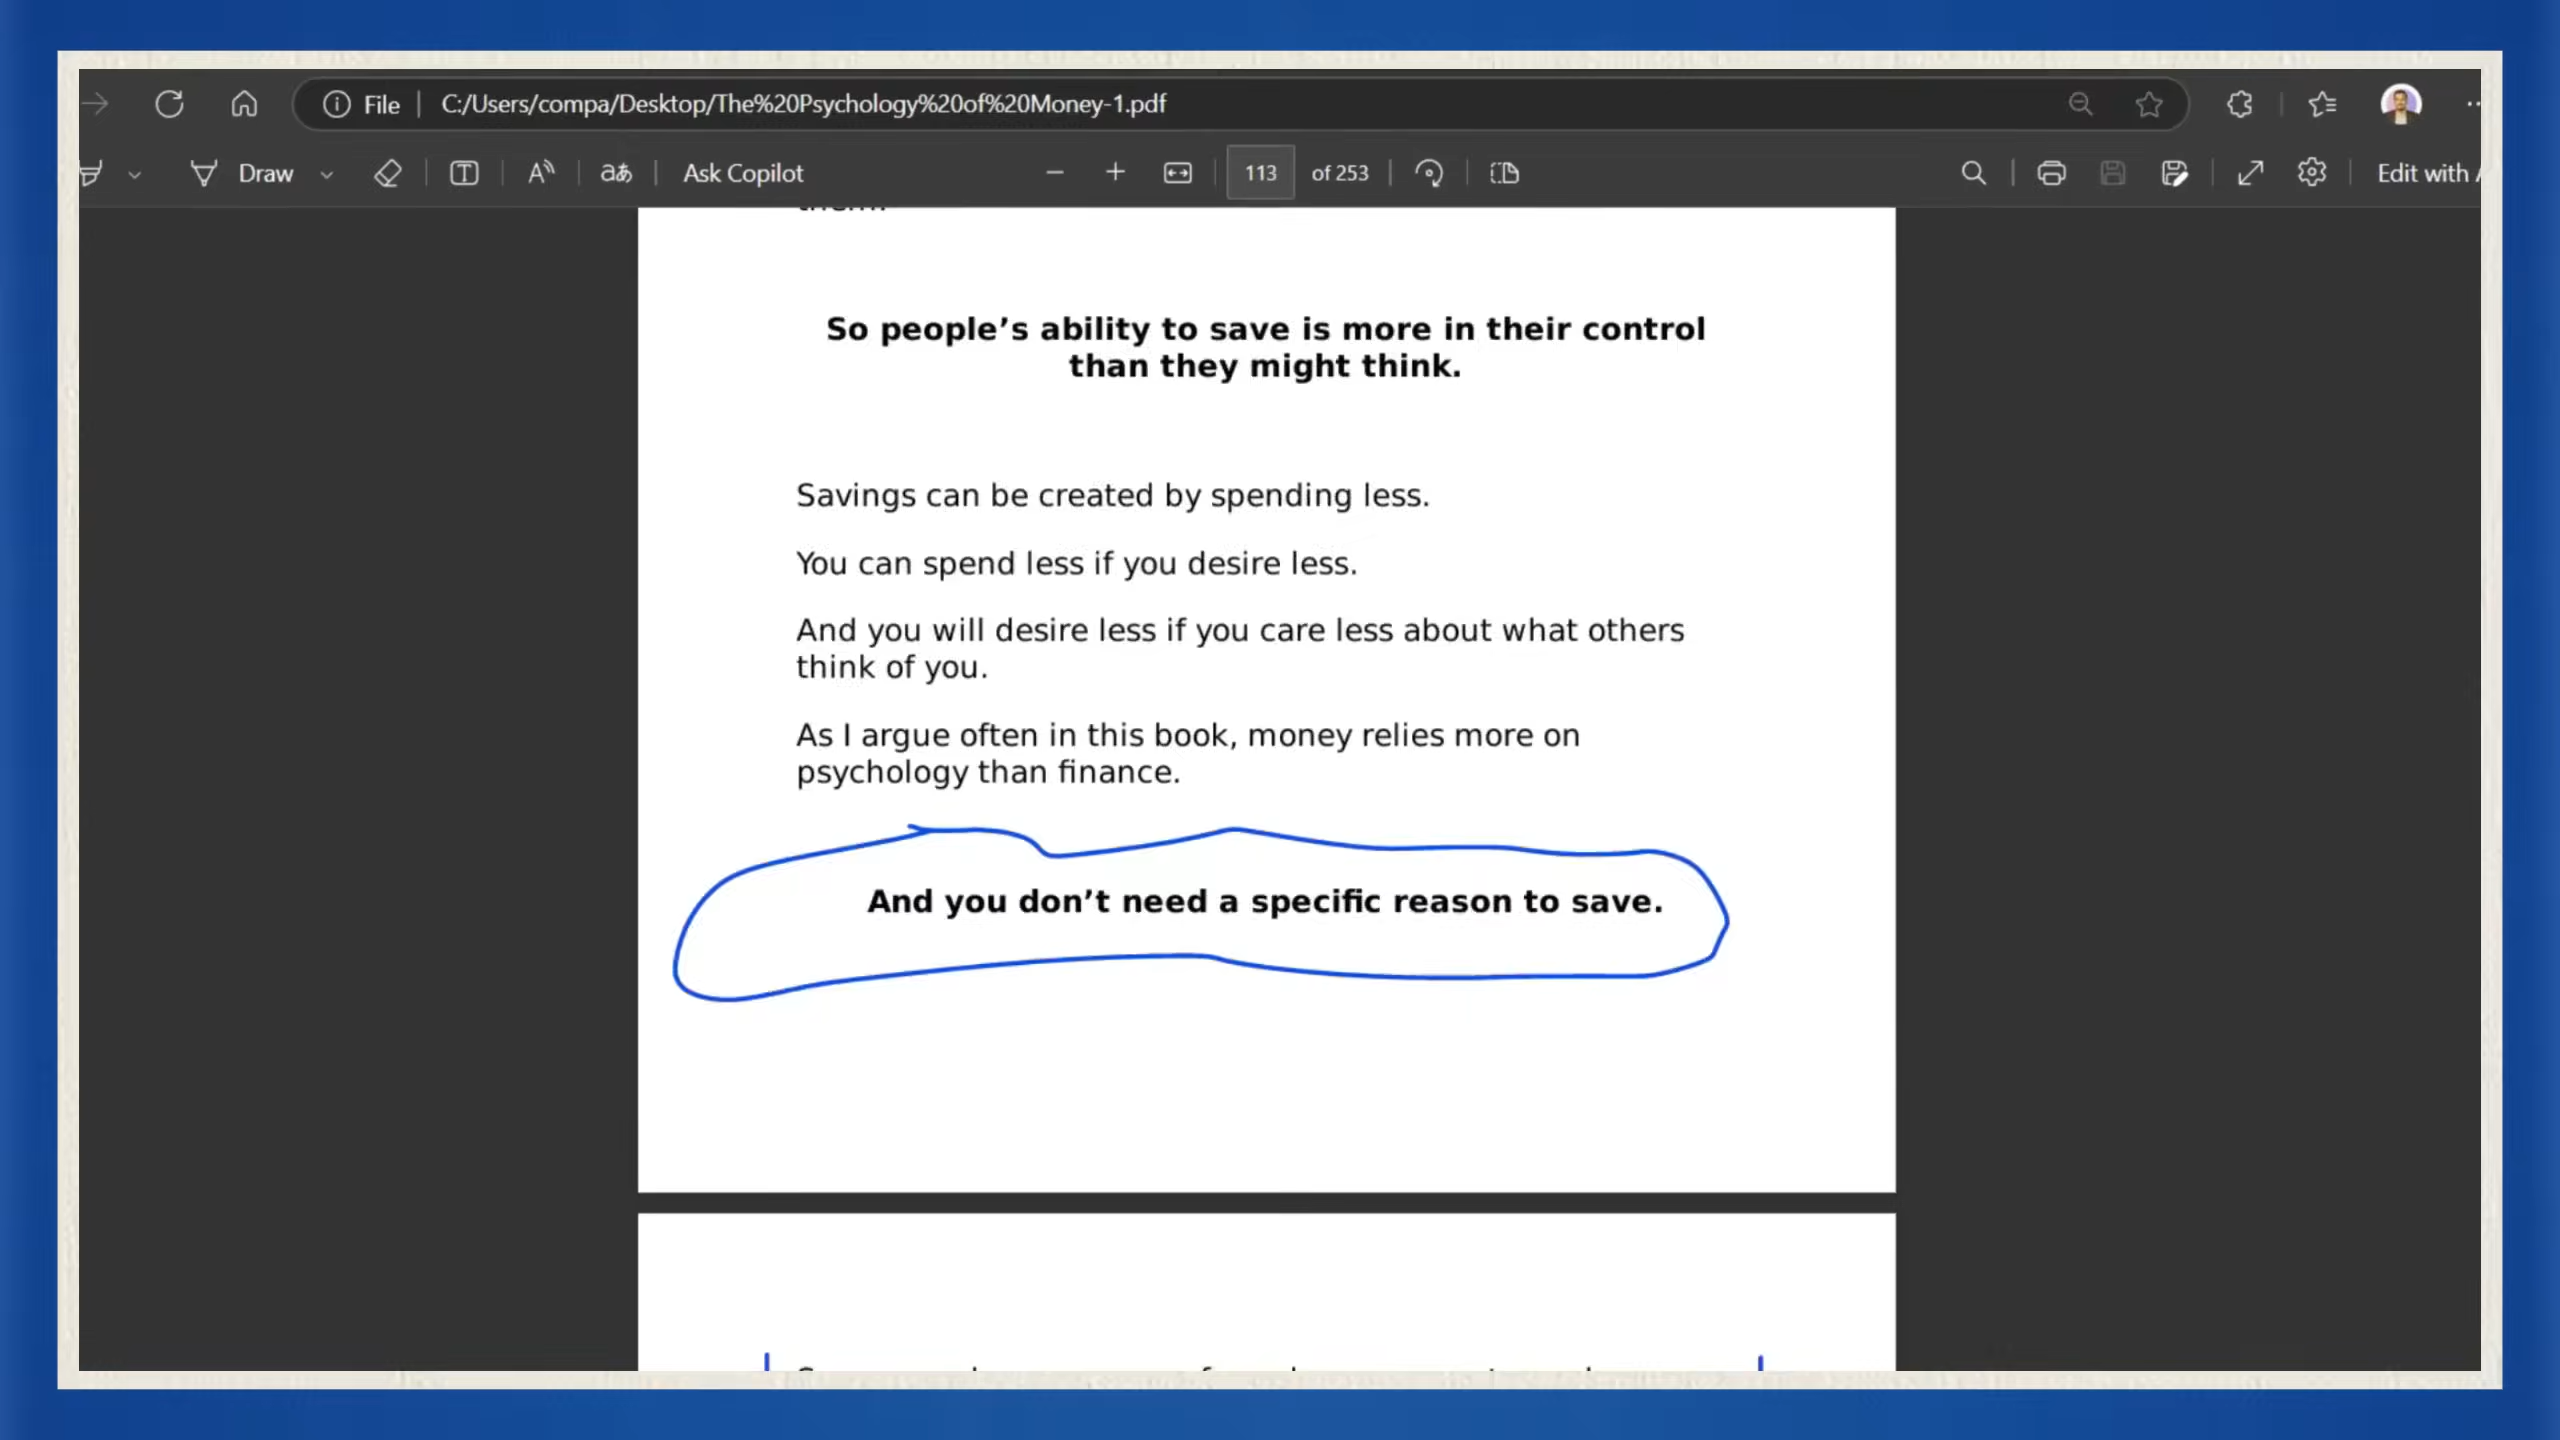 File | C:/Users/compa/Desktop/The%20Psychology%20of%20Money-1.pdf
Draw | aあ | Ask Copilot 113 of 253 Edit with
So people’s ability to save is more in their control
than they might think.
Savings can be created by spending less.
You can spend less if you desire less.
And you will desire less if you care less about what others
think of you.
As I argue often in this book, money relies more on
psychology than finance.
And you don’t need a specific reason to save.